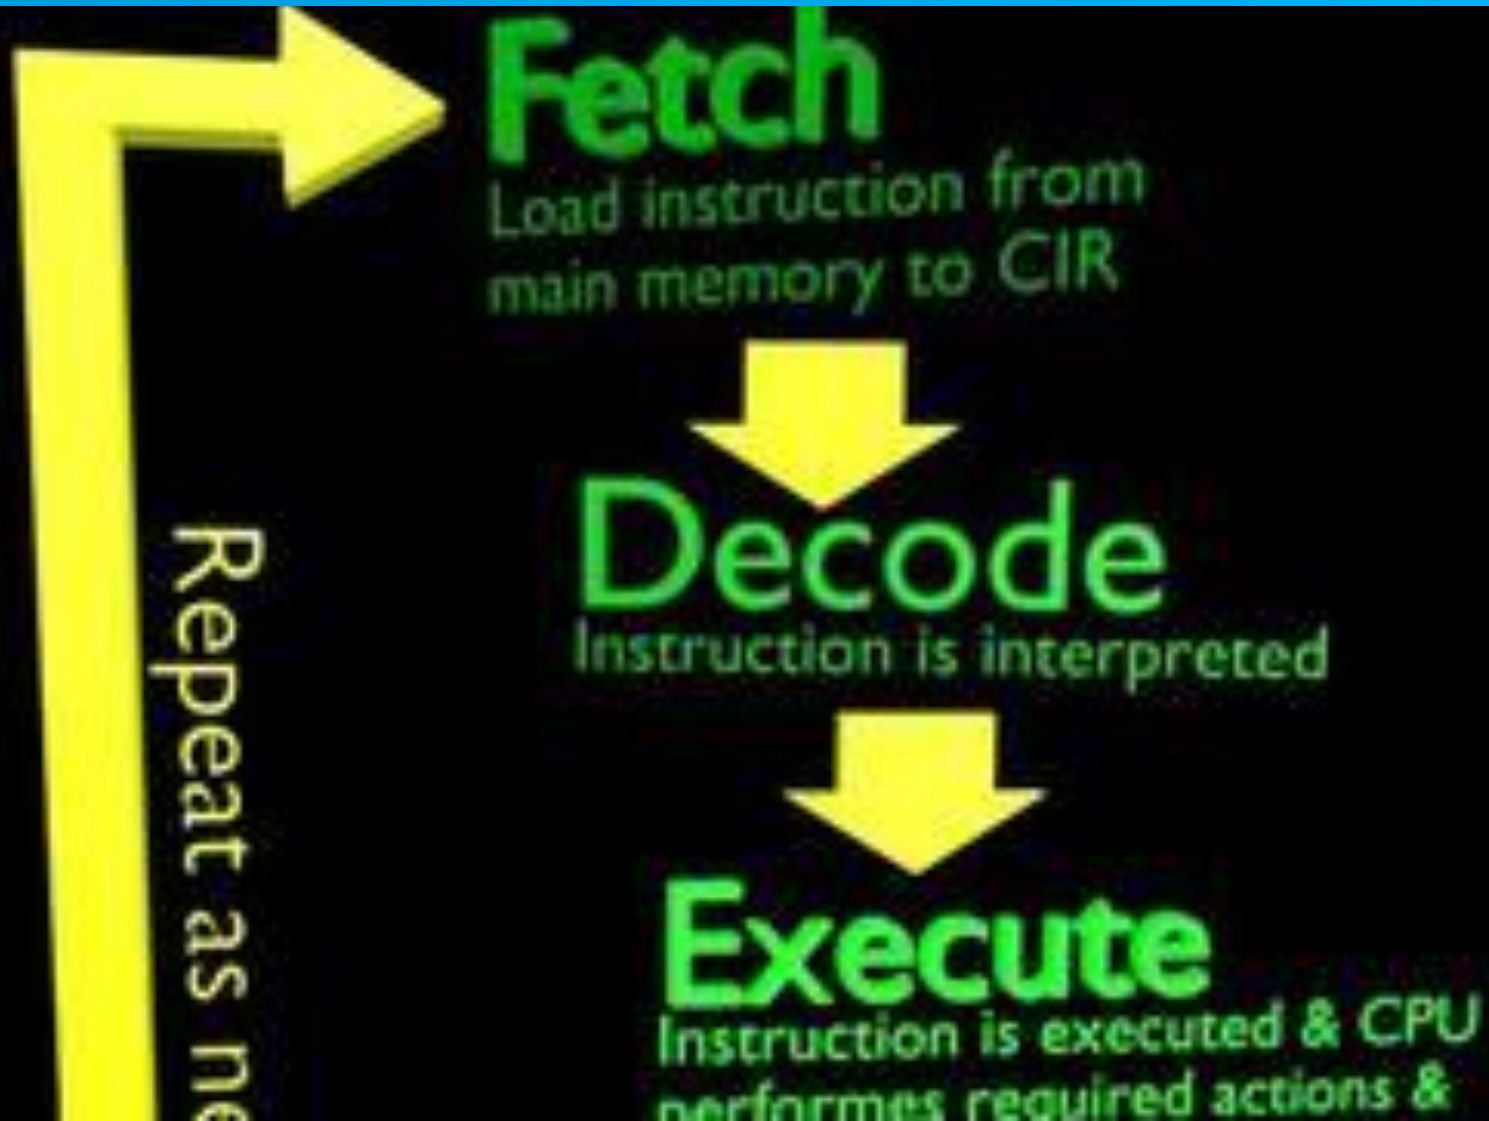 Fetch
Load instruction from
main memory to CIR
Decode
Instruction is interpreted
Execute
Instruction is executed & CPU
performes required actions &
Repeat as